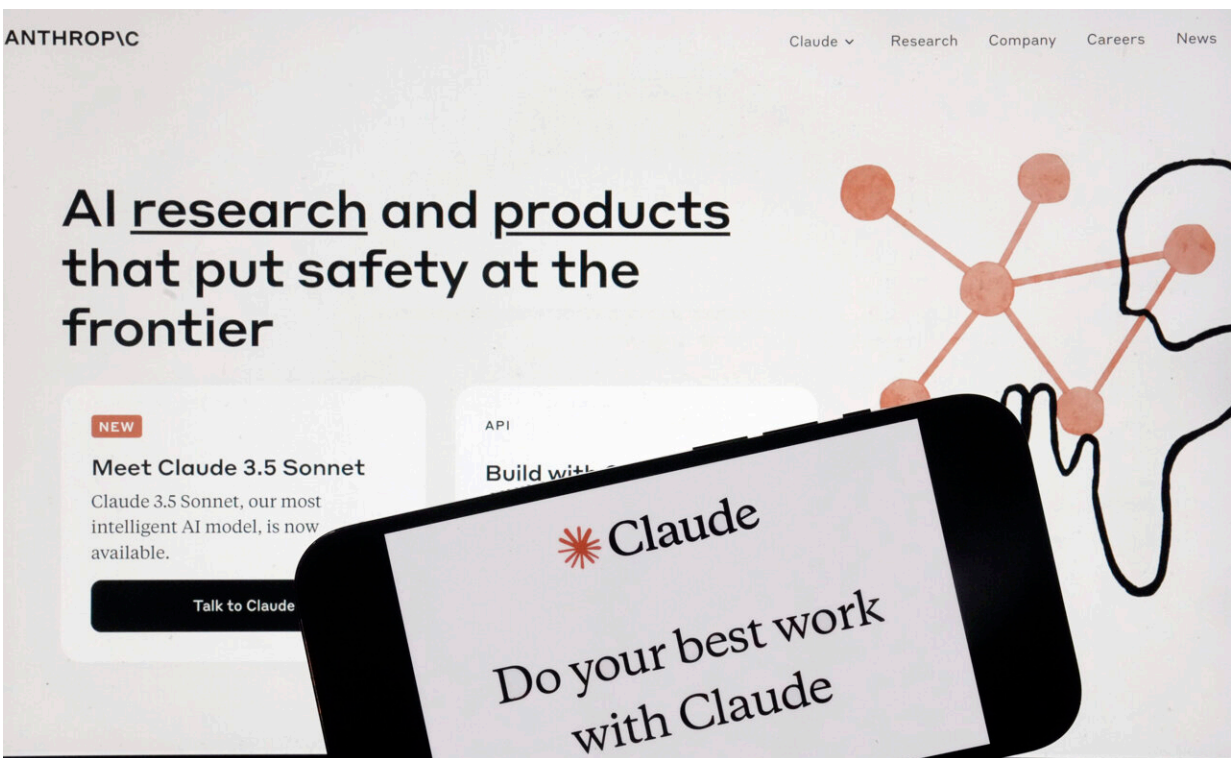 ANTHROP\C
Claude Research Company Careers News
AI research and products
that put safety at the
frontier
NEW
Meet Claude 3.5 Sonnet
Claude 3.5 Sonnet, our most
intelligent AI model, is now
available.
Talk to Claude
API
Build with
Claude
Do your best work
with Claude